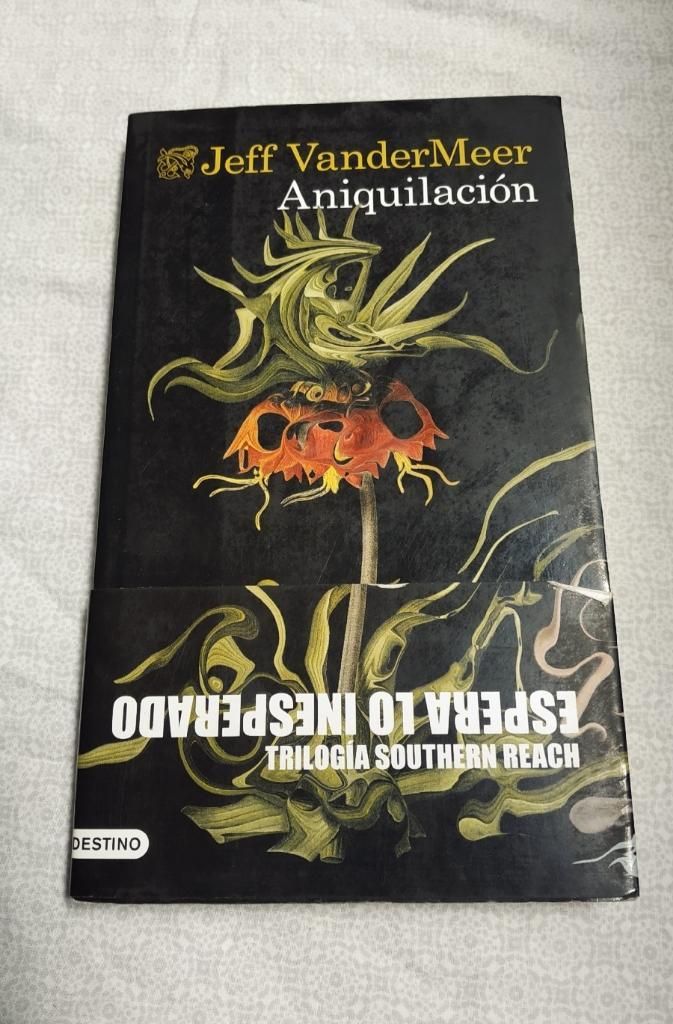 Jeff VanderMeer
Aniquilación
ESPERA LO INESPERADO
TRILOGÍA SOUTHERN REACH
DESTINO